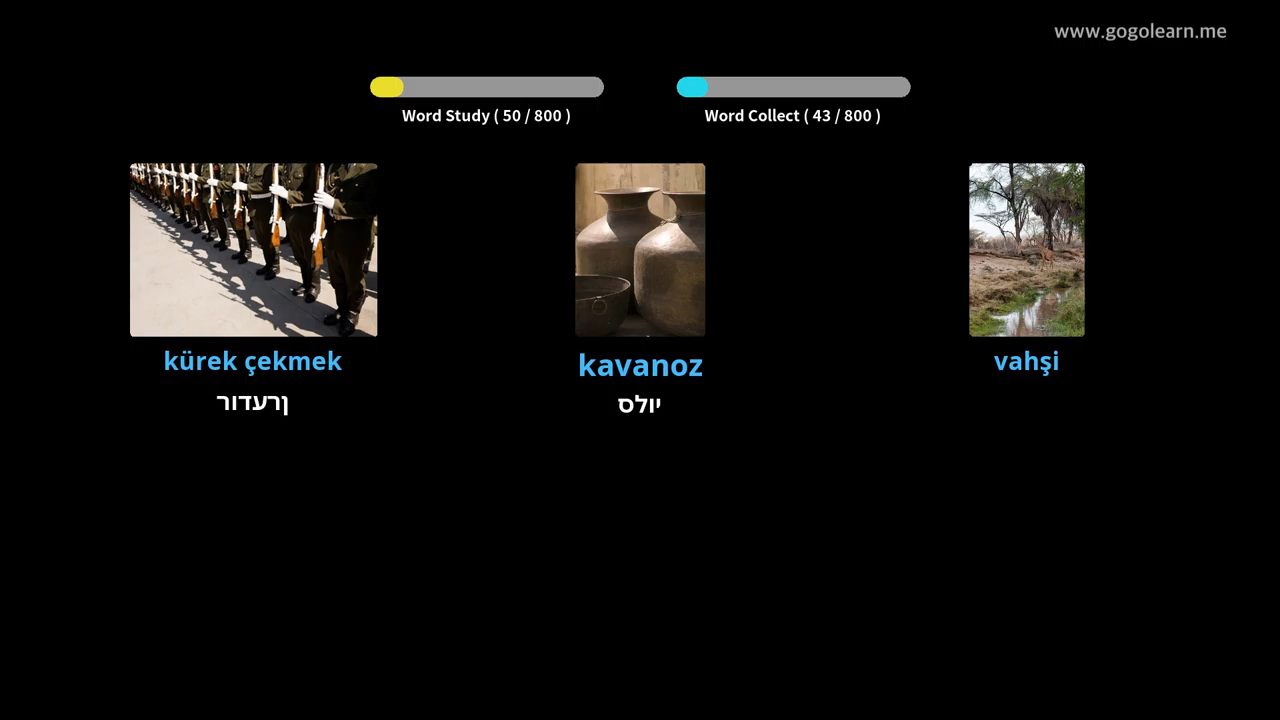 www.gogolearn.me
Word Study ( 50 / 800 )
Word Collect ( 43 / 800 )
kürek çekmek
ןרעדור
kavanoz
יולס
vahşi